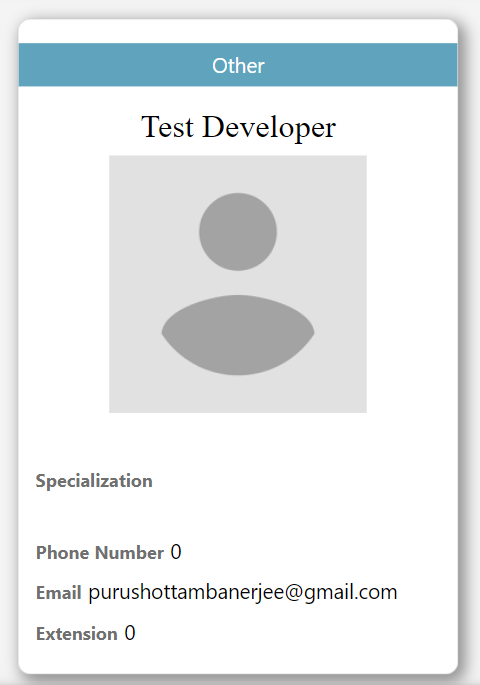 Other
Test Developer
Specialization
Phone Number 0
Email purushottambanerjee@gmail.com
Extension 0